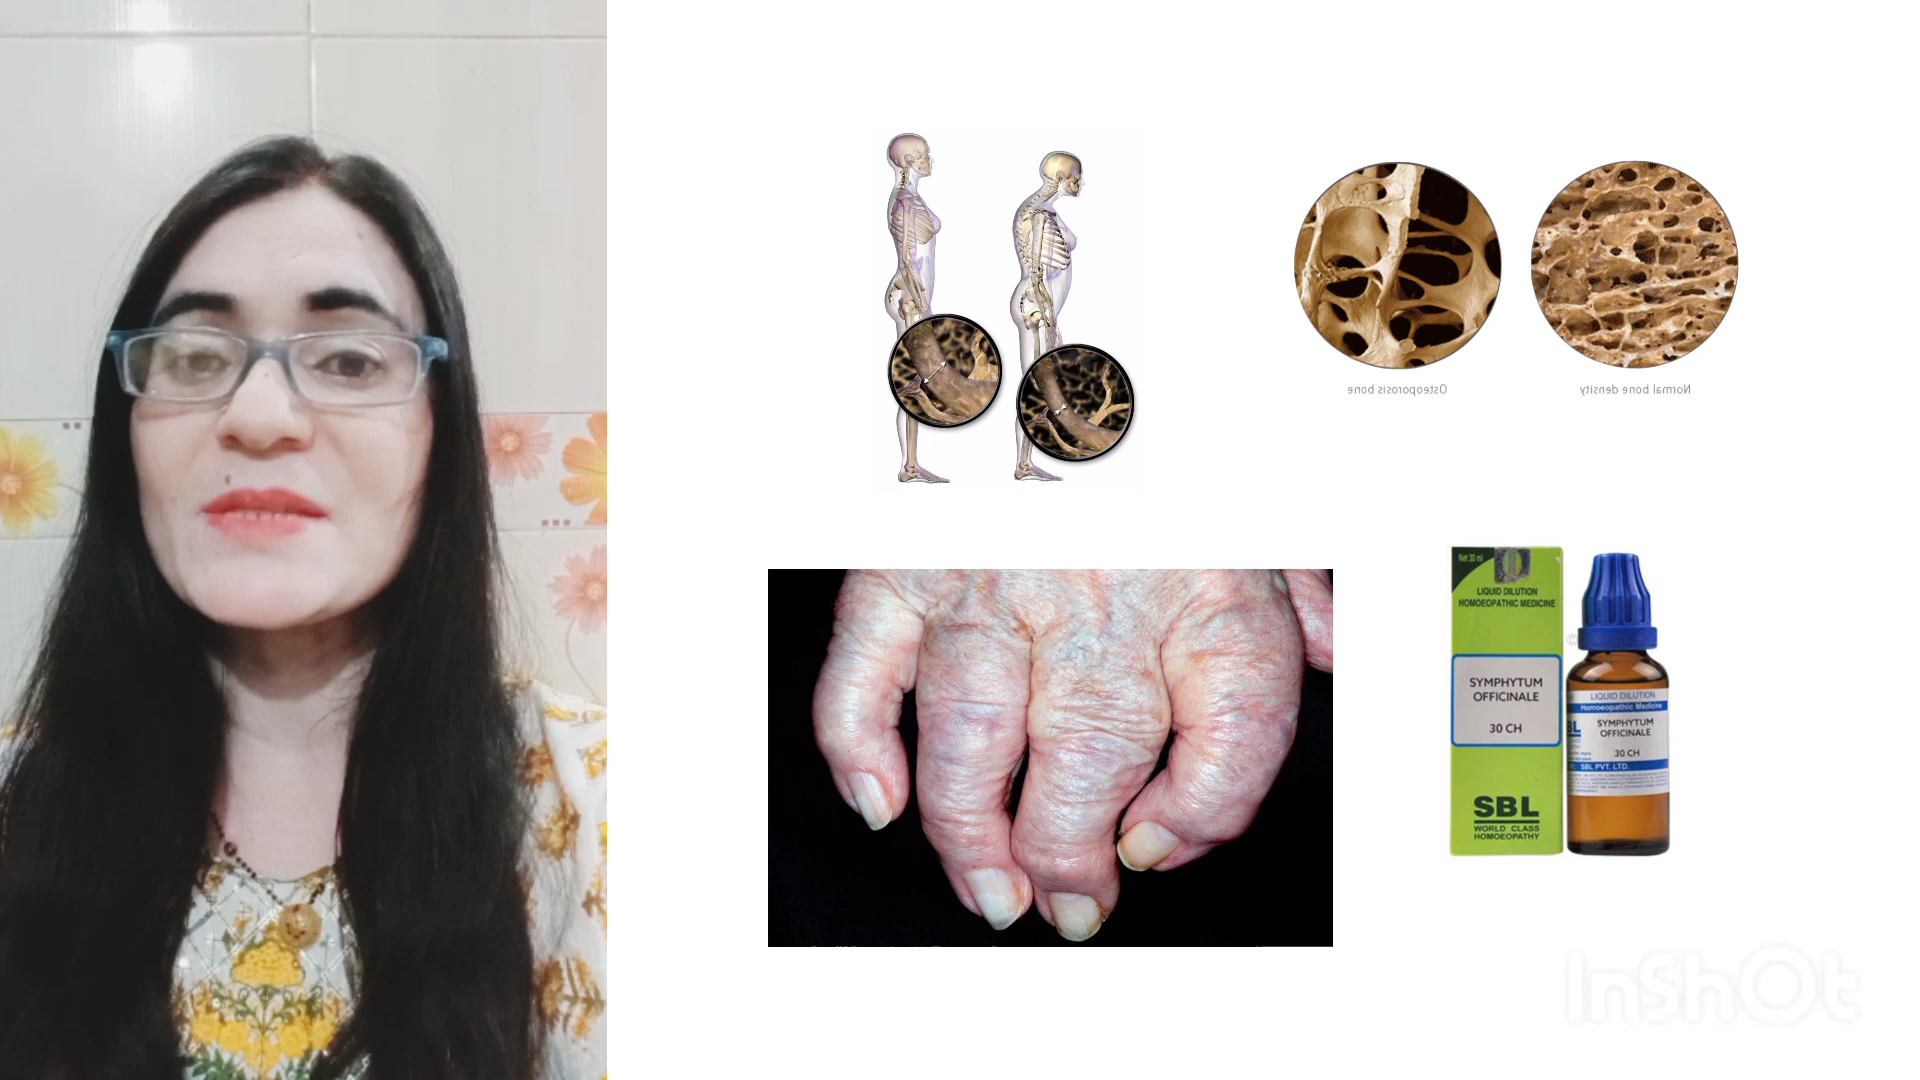 Osteoporosis bone
Normal bone density
Net 30 ml
LIQUID DILUTION
HOMOEOPATHIC MEDICINE
SYMPHYTUM
OFFICINALE
30 CH
SBL
WORLD CLASS
HOMOEOPATHY
LIQUID DILUTION
Homoeopathic Medicine
SYMPHYTUM
OFFICINALE
30 CH
SBL PVT. LTD.
InShOt